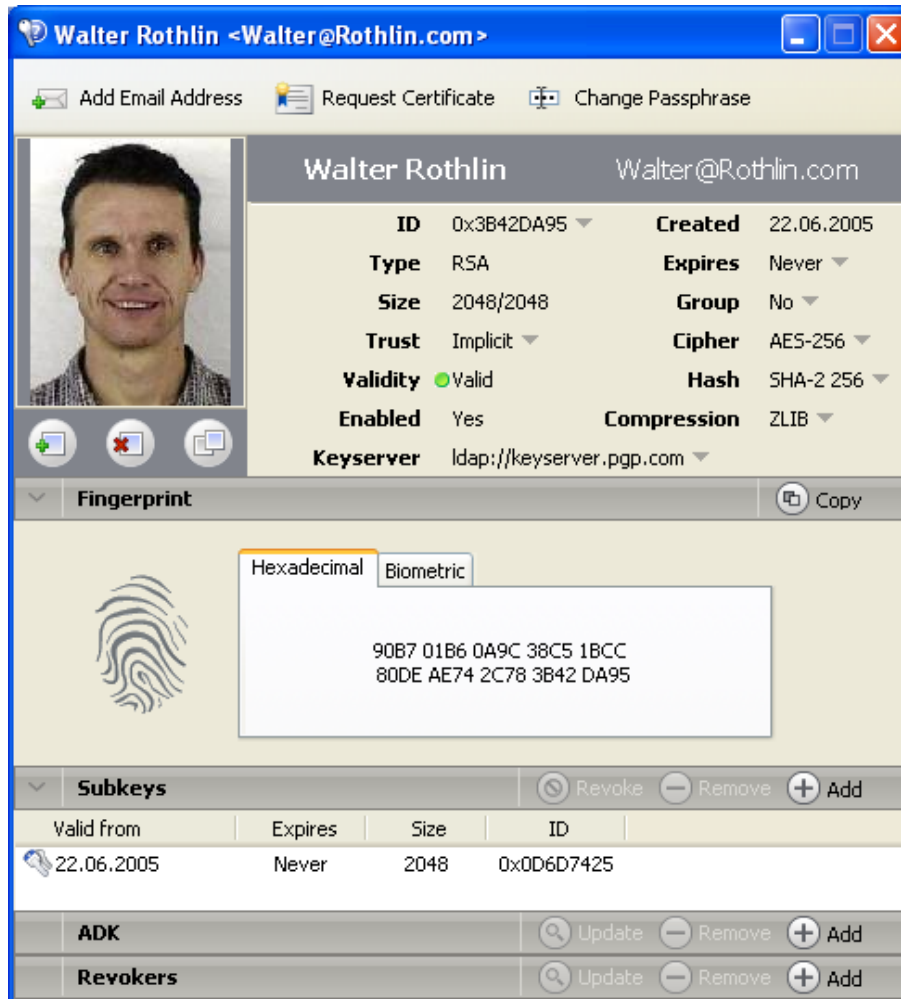 Walter Rothlin <Walter@Rothlin.com>
Add Email Address Request Certificate Change Passphrase
Walter Rothlin Walter@Rothlin.com
ID 0x3B42DA95 Created 22.06.2005
Type RSA Expires Never
Size 2048/2048 Group No
Trust Implicit Cipher AES-256
Validity Valid Hash SHA-2 256
Enabled Yes Compression ZLIB
Keyserver ldap://keyserver.pgp.com
Fingerprint Copy
Hexadecimal Biometric
90B7 01B6 0A9C 38C5 1BCC
80DE AE74 2C78 3B42 DA95
Subkeys Revoke Remove Add
Valid from Expires Size ID
22.06.2005 Never 2048 0x0D6D7425
ADK Update Remove Add
Revokers Update Remove Add